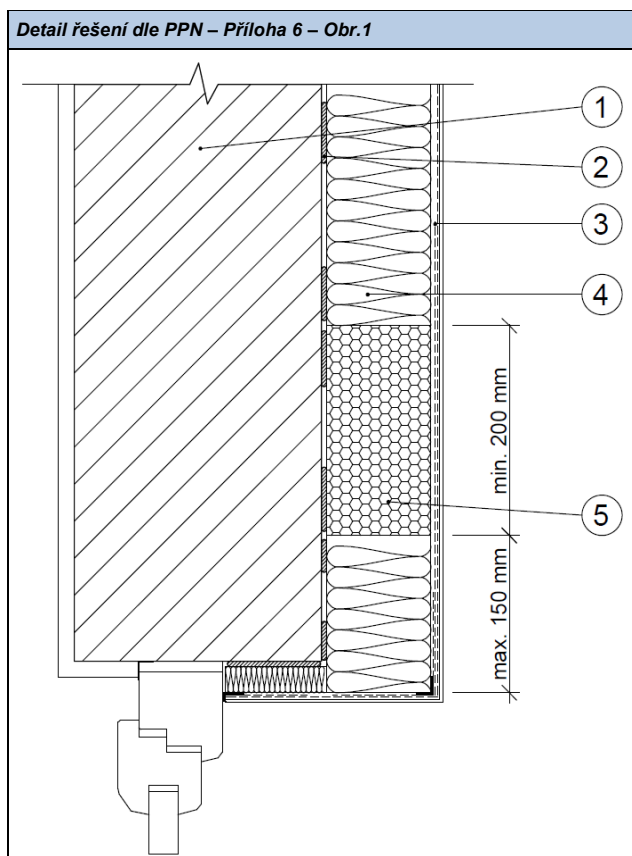 Detail řešení dle PPN – Příloha 6 – Obr.1
1
2
3
4
min. 200 mm
5
max. 150 mm